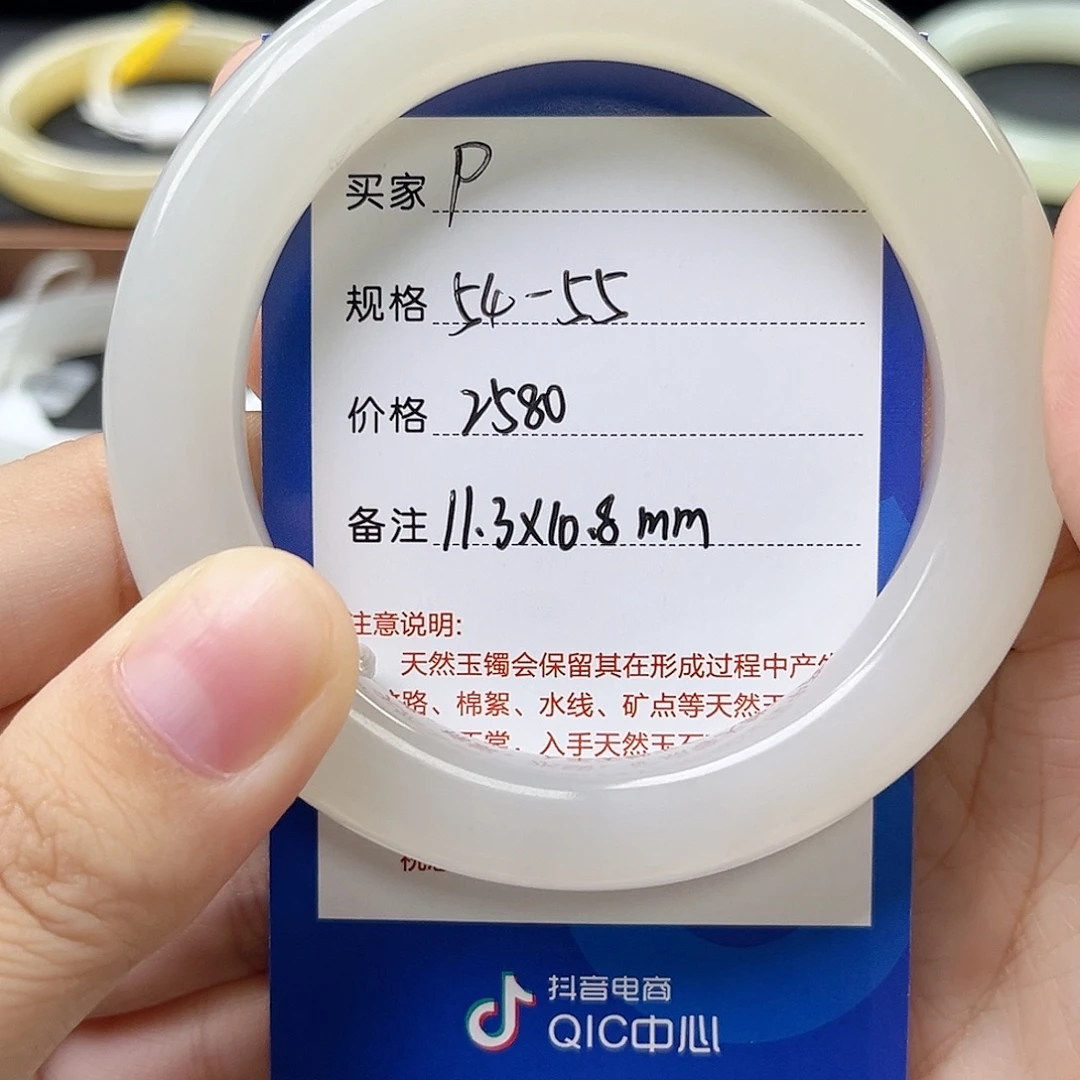 买家 P
规格 54-55
价格 2580
备注 11.3X10.8mm
注意说明:
天然玉镯会保留其在形成过程中产
路、棉絮、水线、矿点等天然
正常，入手天然玉石
抖音电商
QIC中心